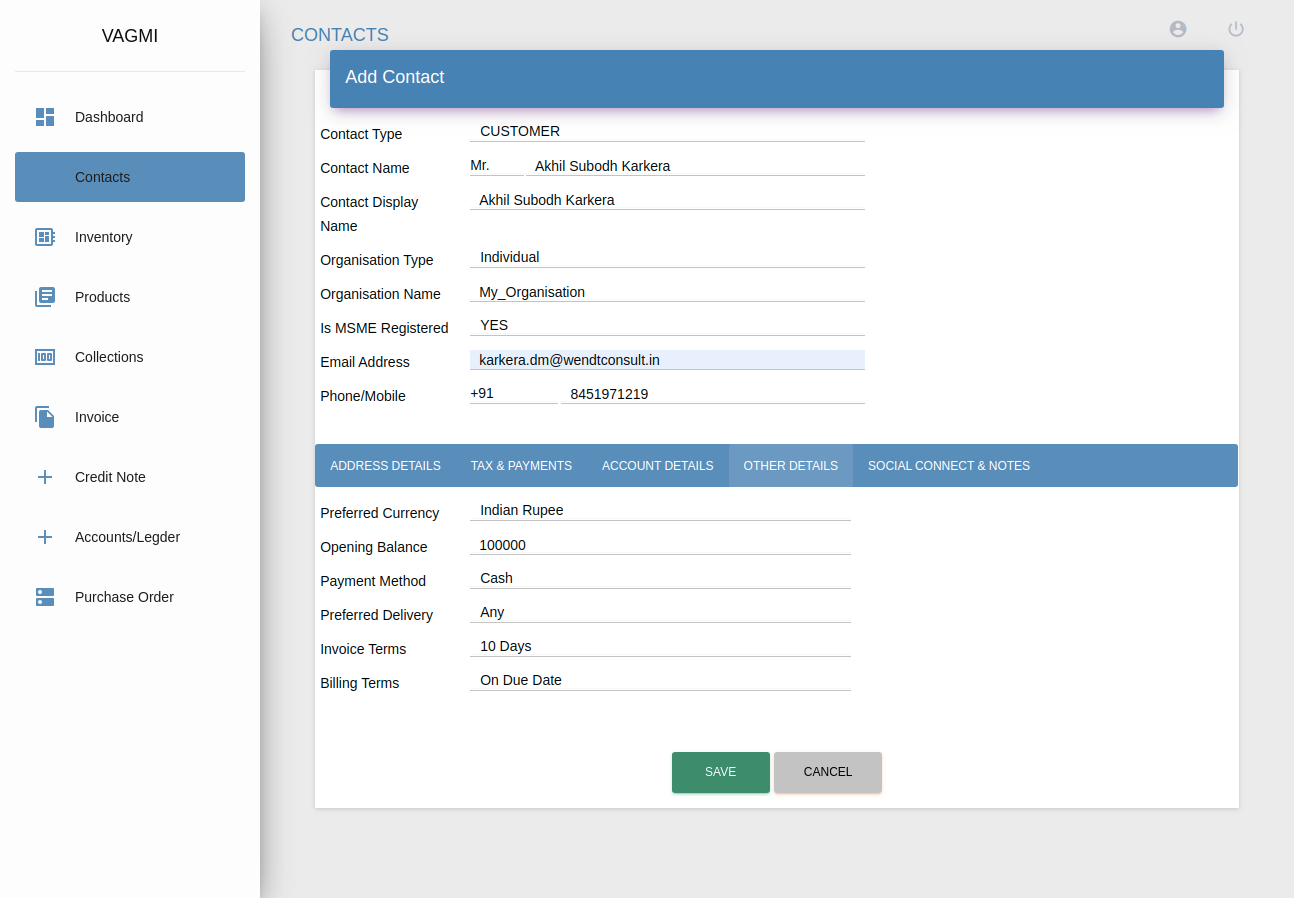 VAGMI
Dashboard
Contacts
Inventory
Products
Collections
Invoice
Credit Note
Accounts/Legder
Purchase Order
CONTACTS
Add Contact
Contact Type CUSTOMER
Contact Name Mr. Akhil Subodh Karkera
Contact Display Name Akhil Subodh Karkera
Organisation Type Individual
Organisation Name My_Organisation
Is MSME Registered YES
Email Address karkera.dm@wendtconsult.in
Phone/Mobile +91 8451971219
ADDRESS DETAILS TAX & PAYMENTS ACCOUNT DETAILS OTHER DETAILS SOCIAL CONNECT & NOTES
Preferred Currency Indian Rupee
Opening Balance 100000
Payment Method Cash
Preferred Delivery Any
Invoice Terms 10 Days
Billing Terms On Due Date
SAVE CANCEL